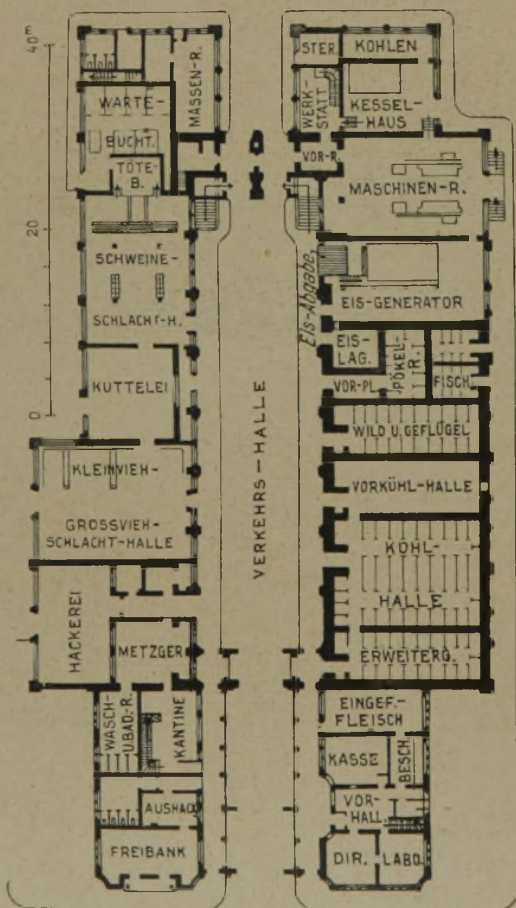 40 m
20
0
MASSEN-R.
WARTE-
BUCHT.
TÖTE-
B.
SCHWEINE-
SCHLACHT-H.
KUTTELEI
KLEINVIEH-
GROSSVIEH-
SCHLACHT-HALLE
HACKEREI
METZGER
WASCH-
U.BAD.-R.
KANTINE
AUSHAU
FREIBANK
VERKEHRS-HALLE
STER.
KOHLEN
WERK-
STATT
KESSEL-
HAUS
VOR-R.
MASCHINEN-R.
Eis-Abgabe
EIS-GENERATOR
EIS-
LAG.
PÖKEL-
R.
VOR-PL.
FISCH.
WILD U.GEFLÜGEL
VORKÜHL-HALLE
KÜHL-
HALLE
ERWEITERG.
EINGEF.-
FLEISCH
KASSE
BESCH.
VOR-
HALL.
DIR.
LABO.